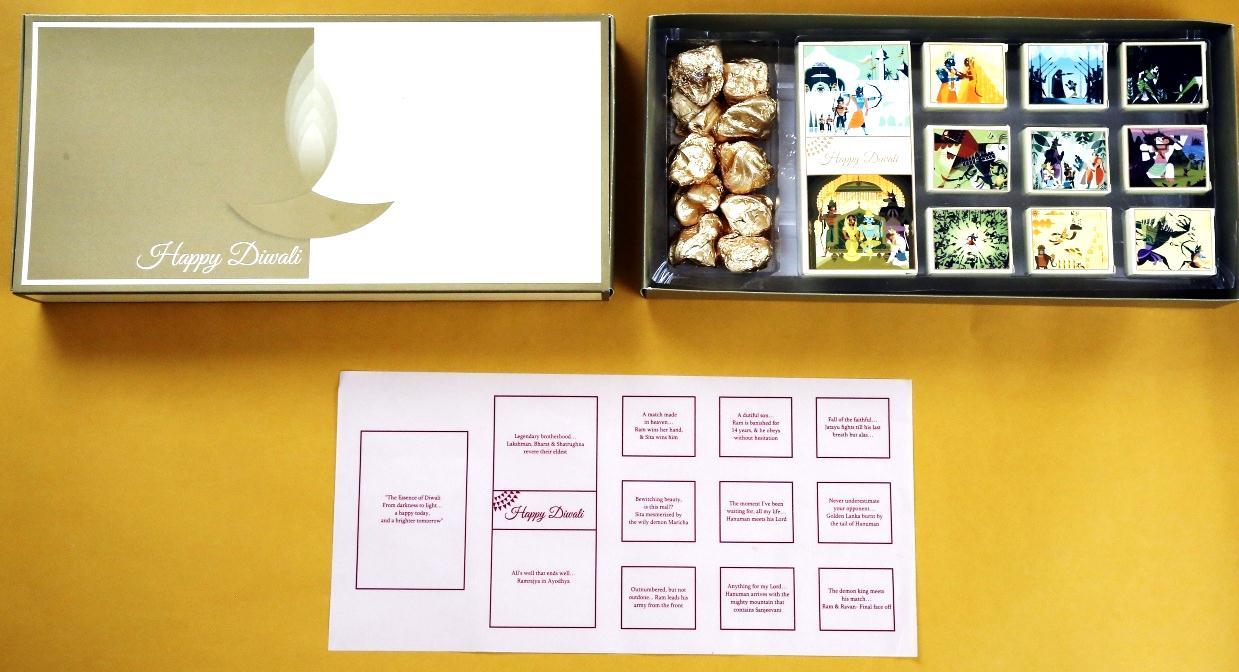 Happy Diwali
Happy Diwali
"The Essence of Diwali
From darkness to light...
a happy today,
and a brighter tomorrow"
Legendary brotherhood...
Lakshman, Bharat & Shatrughna
revere their eldest
Happy Diwali
All's well that ends well...
Ramrajya in Ayodhya
A match made
in heaven...
Ram wins her hand,
& Sita wins him
A dutiful son...
Ram is banished for
14 years, & he obeys
without hesitation
Fall of the faithful...
Jatayu fights till his last
breath but alas...
Bewitching beauty,
is this real??
Sita mesmerized by
the wily demon Maricha
The moment I've been
waiting for, all my life...
Hanuman meets his Lord
Never underestimate
your opponent...
Golden Lanka burnt by
the tail of Hanuman
Outnumbered, but not
outdone... Ram leads his
army from the front
Anything for my Lord...
Hanuman arrives with the
mighty mountain that
contains Sanjeevani
The demon king meets
his match...
Ram & Ravan- Final face off